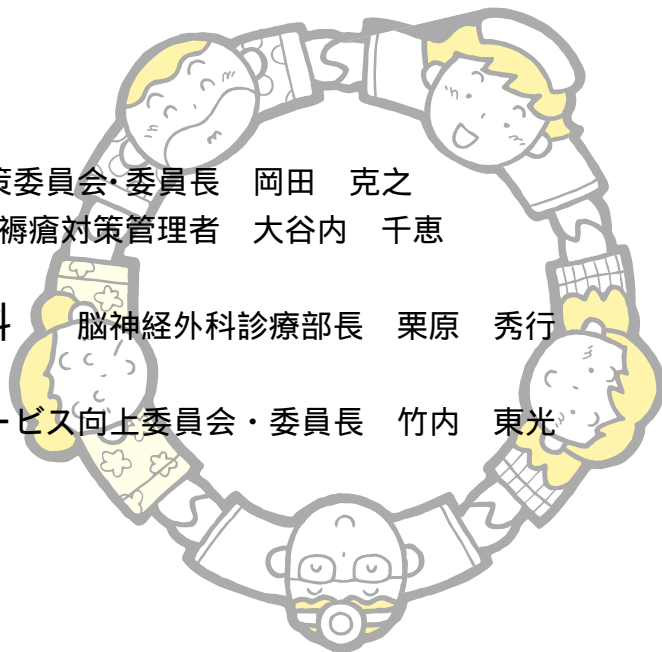 策委員会・委員長　岡田　克之
褥瘡対策管理者　大谷内　千恵
科　脳神経外科診療部長　栗原　秀行
ービス向上委員会・委員長　竹内　東光